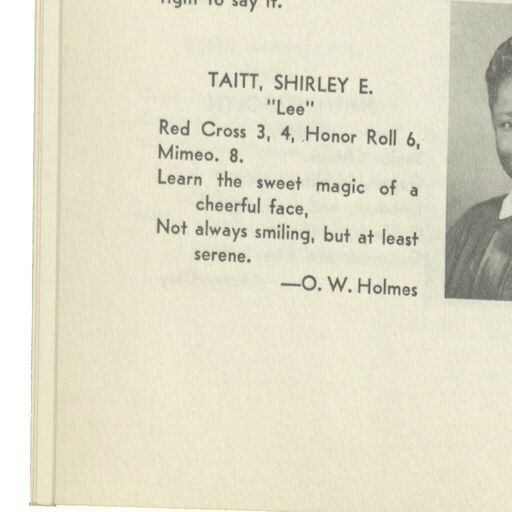 right to say it.
TAITT, SHIRLEY E.
"Lee"
Red Cross 3, 4, Honor Roll 6,
Mimeo. 8.
Learn the sweet magic of a
cheerful face,
Not always smiling, but at least
serene.
—O. W. Holmes